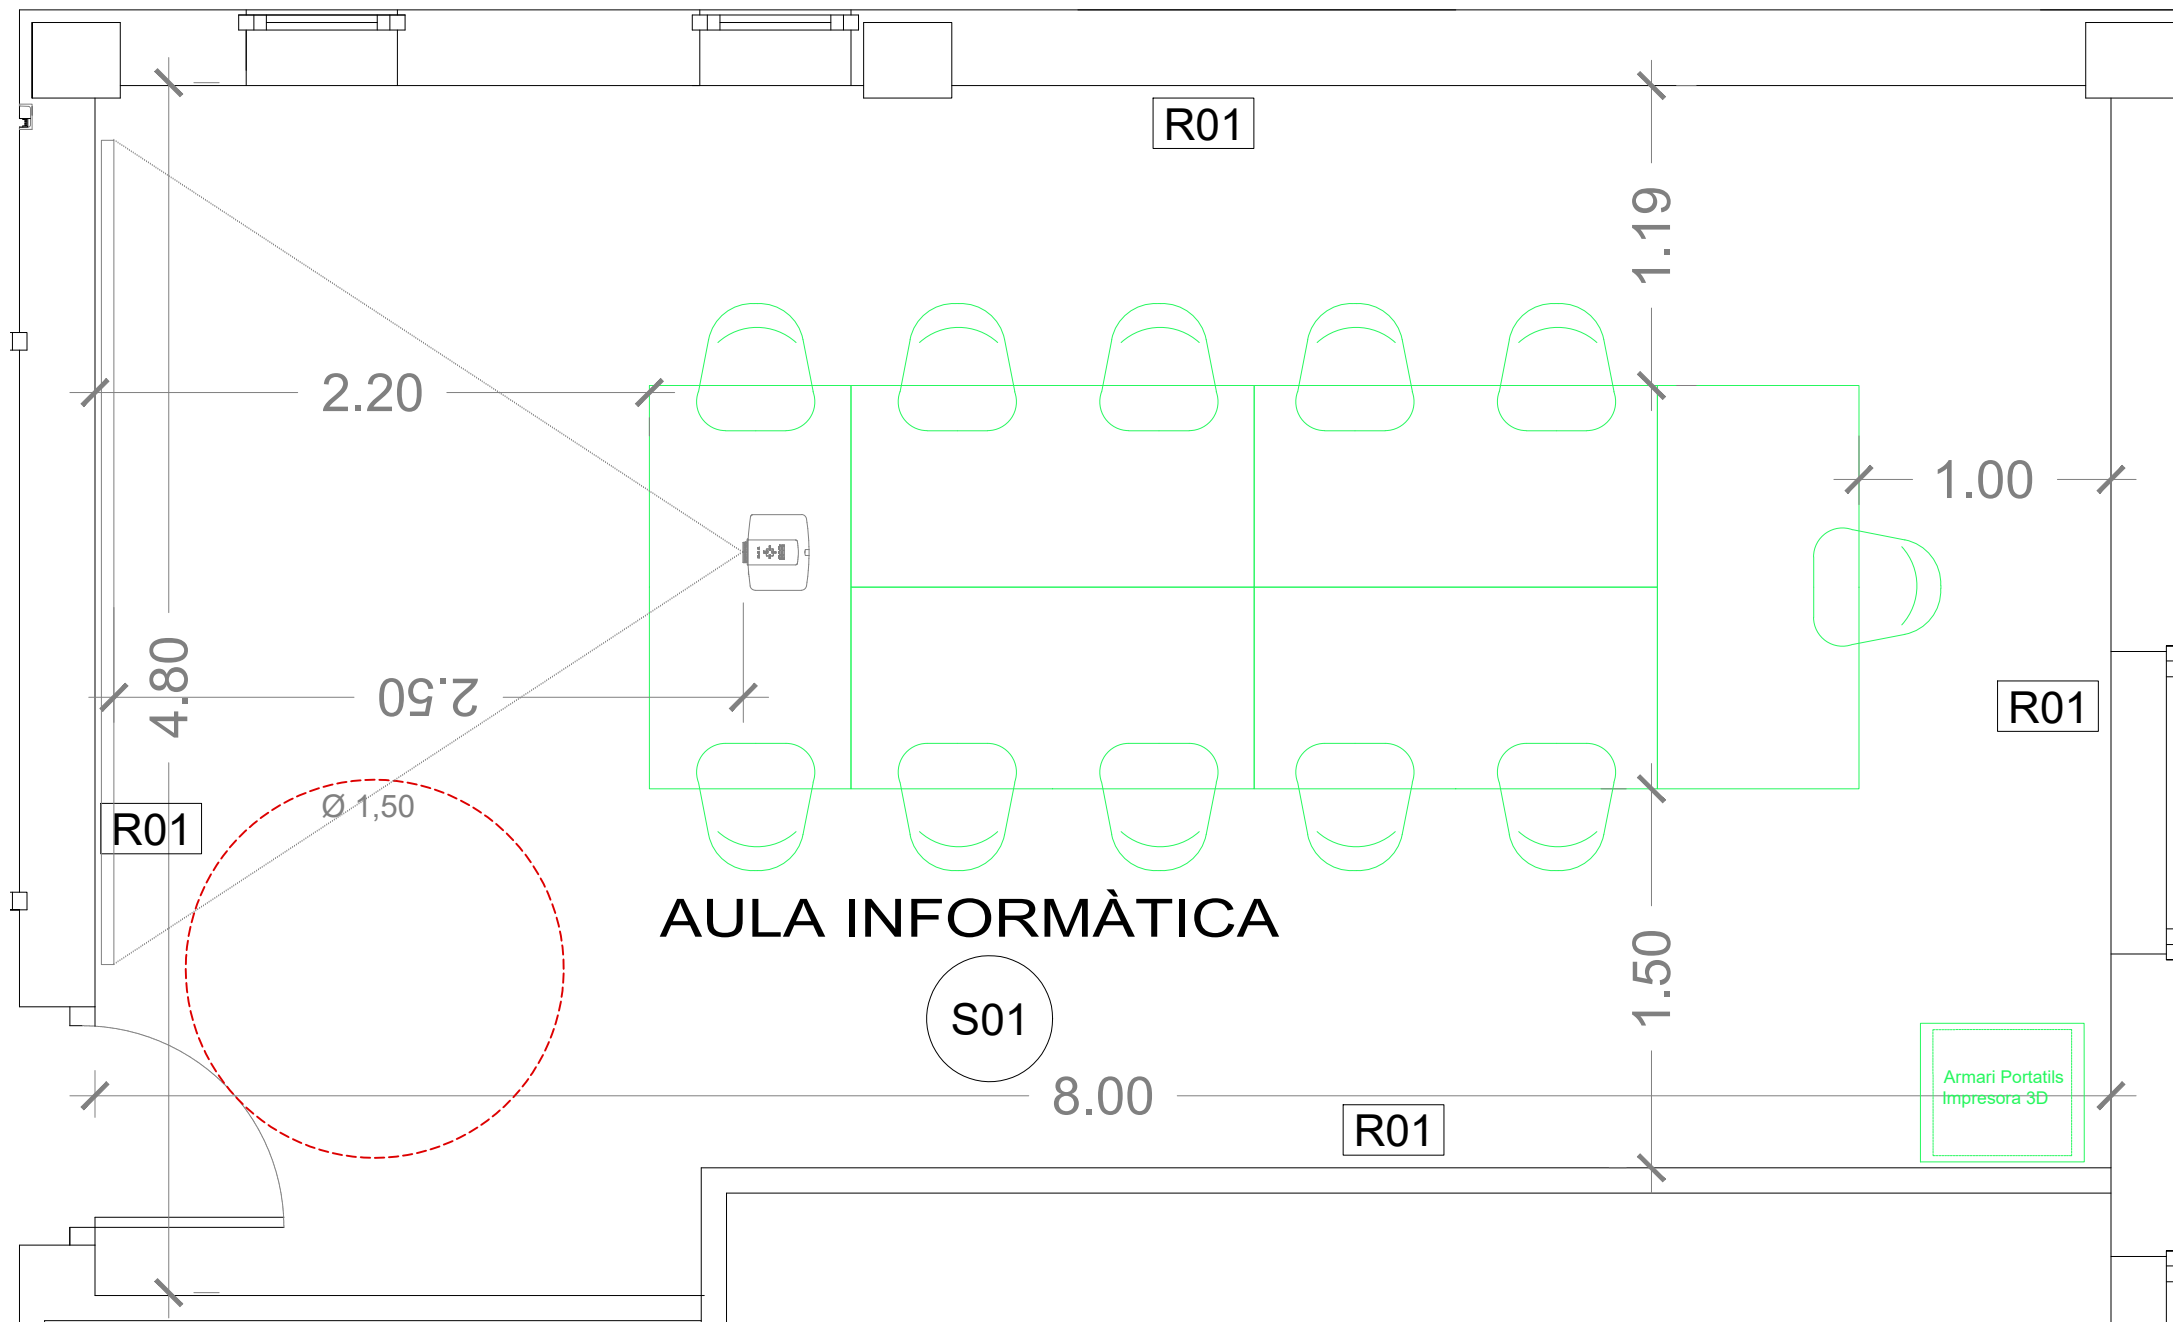 R01
1.19
2.20
1.00
4.80
2.50
R01
Ø 1,50
R01
AULA INFORMÀTICA
S01
1.50
Armari Portatils
Impresora 3D
8.00
R01